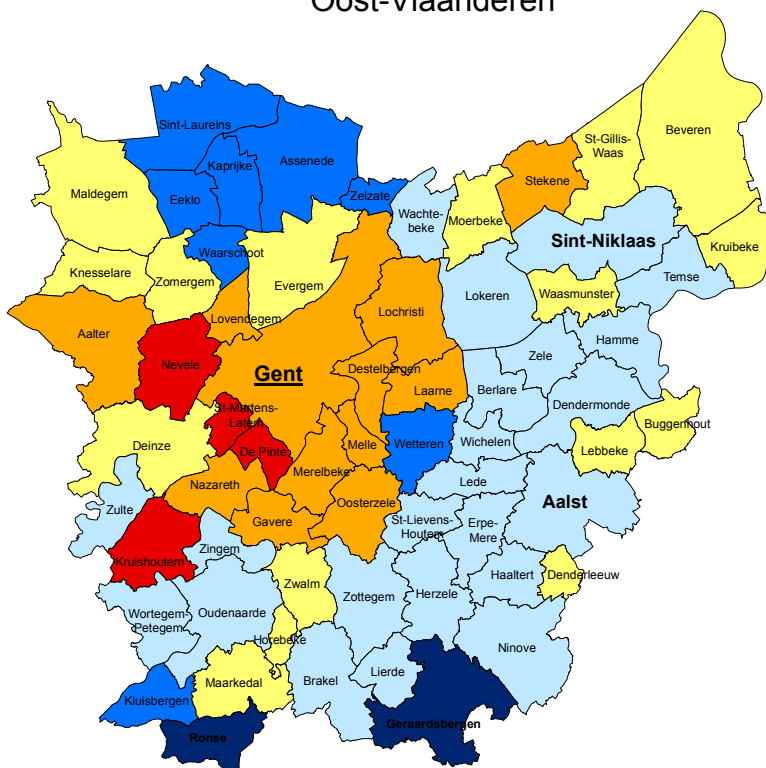 Oost-Vlaanderen
Sint-Laureins
Kaprijke
Assenede
Eeklo
Zelzate
Maldegem
Wachte-
beke
Moerbeke
Stekene
St-Gillis-
Waas
Beveren
Waarschoot
Sint-Niklaas
Kruibeke
Knesselare
Zomergem
Evergem
Temse
Lokeren
Waasmunster
Lovendegem
Lochristi
Aalter
Hamme
Nevele
Gent
Destelbergen
Zele
Laarne
Berlare
Dendermonde
St-Martens-
Latem
Buggenhout
Deinze
De Pinte
Melle
Wetteren
Wichelen
Lebbeke
Merelbeke
Nazareth
Lede
Oosterzele
Aalst
Zulte
Gavere
St-Lievens-
Houtem
Erpe-
Mere
Zingem
Kruishoutem
Haaltert
Denderleeuw
Zwalm
Zottegem
Herzele
Wortegem-
Petegem
Oudenaarde
Horebeke
Ninove
Lierde
Maarkedal
Brakel
Kluisbergen
Geraardsbergen
Ronse